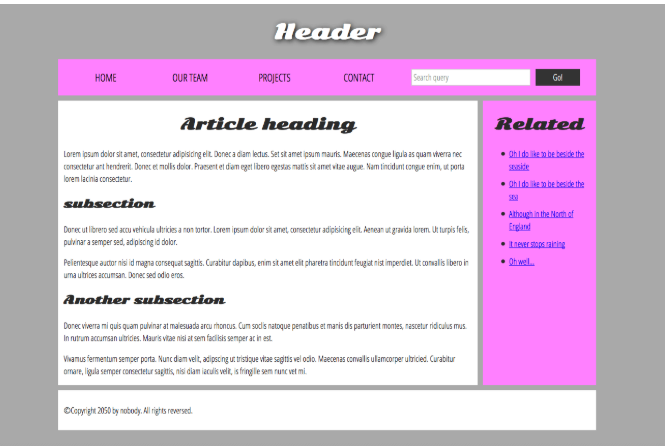 Header
HOME OUR TEAM PROJECTS CONTACT Search query Go!
Article heading
Lorem ipsum dolor sit amet, consectetur adipisicing elit. Donec a diam lectus. Set sit amet ipsum mauris. Maecenas congue ligula as quam viverra nec
consectetur ant hendrerit. Donec et mollis dolor. Praesent et diam eget libero egestas mattis sit amet vitae augue. Nam tincidunt congue enim, ut porta
lorem lacinia consectetur.
subsection
Donec ut librero sed accu vehicula ultricies a non tortor. Lorem ipsum dolor sit amet, consectetur adipisicing elit. Aenean ut gravida lorem. Ut turpis felis,
pulvinar a semper sed, adipiscing id dolor.
Pelientesque auctor nisi id magna consequat sagittis. Curabitur dapibus, enim sit amet elit pharetra tincidunt feugiat nist imperdiet. Ut convallis libero in
urna ultrices accumsan. Donec sed odio eros.
Another subsection
Donec viverra mi quis quam pulvinar at malesuada arcu rhoncus. Cum soclis natoque penatibus et manis dis parturient montes, nascetur ridiculus mus.
In rutrum accumsan ultricies. Mauris vitae nisi at sem facilisis semper ac in est.
Vivamus fermentum semper porta. Nunc diam velit, adipscing ut tristique vitae sagittis vel odio. Maecenas convallis ullamcorper ultricied. Curabitur
ornare, ligula semper consectetur sagittis, nisi diam iaculis velit, is fringille sem nunc vet mi.
Related
Oh I do like to be beside the
seaside
Oh I do like to be beside the
sea
Although in the North of
England
It never stops raining
Oh well...
©Copyright 2050 by nobody. All rights reversed.